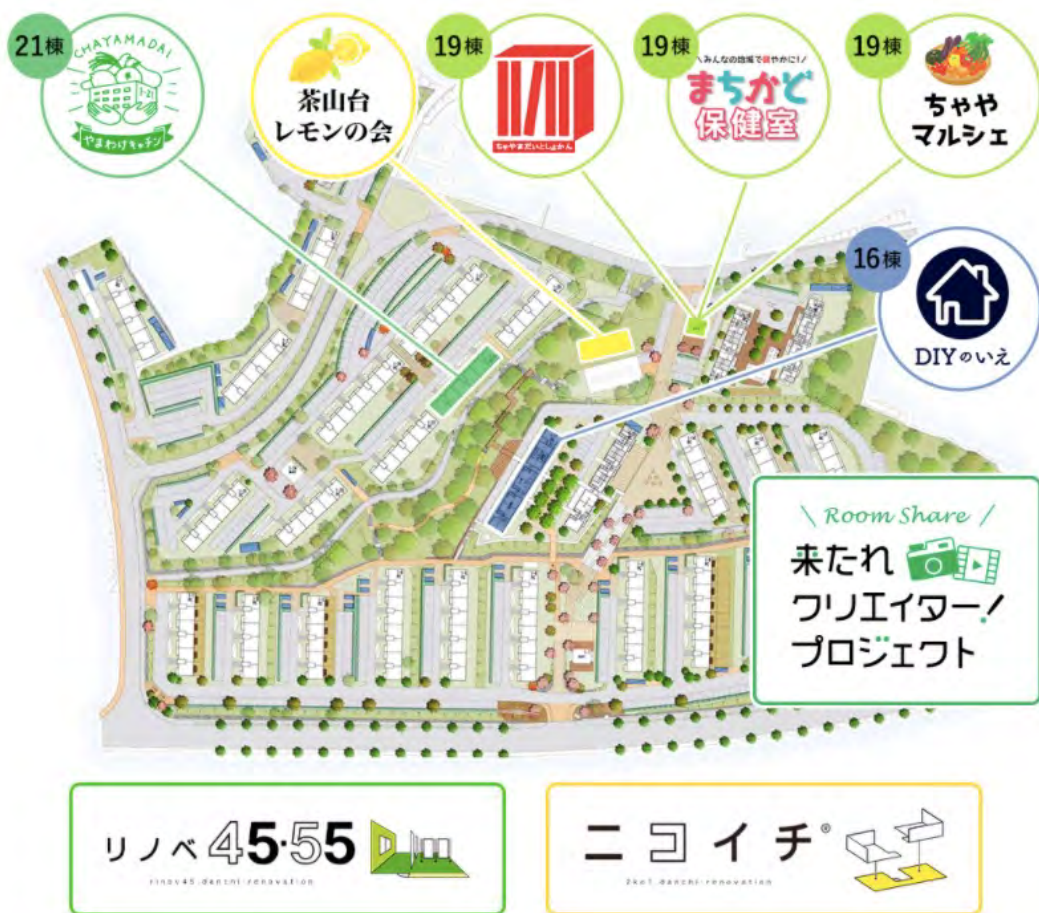 21棟
CHAYAMADAI
やまわけキッチン
茶山台
レモンの会
19棟
ちゃやまだいとしょかん
19棟
\みんなの地域で健やかに!/
まちかど
保健室
19棟
ちゃや
マルシェ
16棟
DIYのいえ
\ Room Share /
来たれ
クリエイター!
プロジェクト
リノベ45・55
rinov45.danchi-renovation
ニコイチ®
2ko1.danchi-renovation